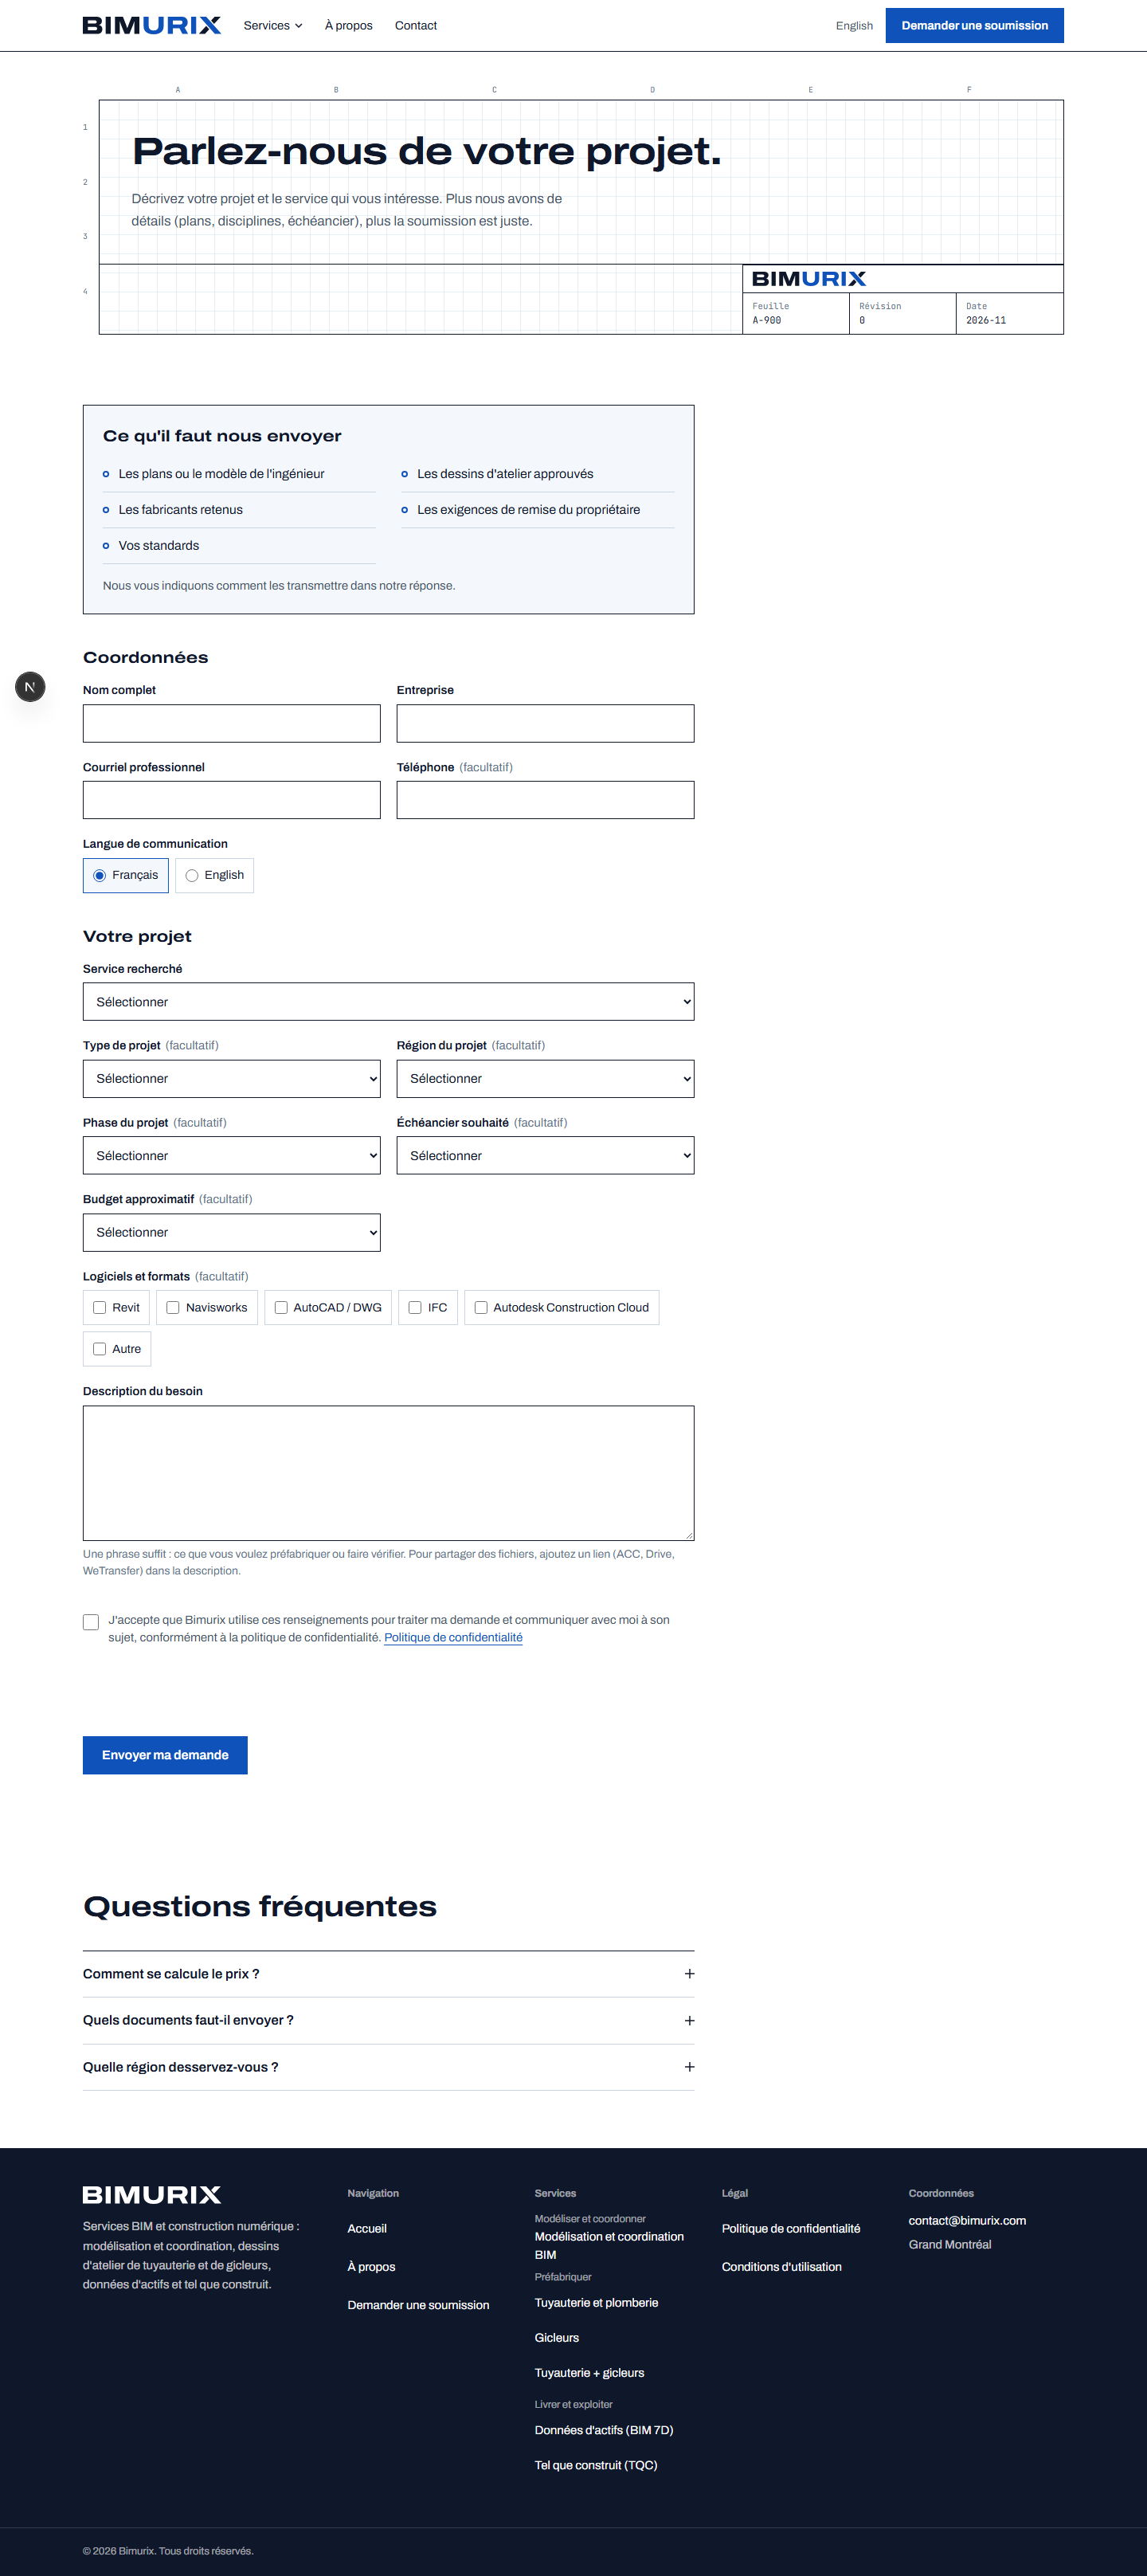 BIMURIX
Services
À propos
Contact
English
Demander une soumission
A B C D E F
1
Parlez-nous de votre projet.
2
Décrivez votre projet et le service qui vous intéresse. Plus nous avons de
détails (plans, disciplines, échéancier), plus la soumission est juste.
3
4
BIMURIX
Feuille
A-900
Révision
0
Date
2026-11
Ce qu'il faut nous envoyer
Les plans ou le modèle de l'ingénieur
Les dessins d'atelier approuvés
Les fabricants retenus
Les exigences de remise du propriétaire
Vos standards
Nous vous indiquons comment les transmettre dans notre réponse.
Coordonnées
N
Nom complet
Entreprise
Courriel professionnel
Téléphone (facultatif)
Langue de communication
Français
English
Votre projet
Service recherché
Sélectionner
Type de projet (facultatif)
Sélectionner
Région du projet (facultatif)
Sélectionner
Phase du projet (facultatif)
Sélectionner
Échéancier souhaité (facultatif)
Sélectionner
Budget approximatif (facultatif)
Sélectionner
Logiciels et formats (facultatif)
Revit
Navisworks
AutoCAD / DWG
IFC
Autodesk Construction Cloud
Autre
Description du besoin
Une phrase suffit : ce que vous voulez préfabriquer ou faire vérifier. Pour partager des fichiers, ajoutez un lien (ACC, Drive,
WeTransfer) dans la description.
J'accepte que Bimurix utilise ces renseignements pour traiter ma demande et communiquer avec moi à son
sujet, conformément à la politique de confidentialité. Politique de confidentialité
Envoyer ma demande
Questions fréquentes
Comment se calcule le prix ?
Quels documents faut-il envoyer ?
Quelle région desservez-vous ?
BIMURIX
Services BIM et construction numérique :
modélisation et coordination, dessins
d'atelier de tuyauterie et de gicleurs,
données d'actifs et tel que construit.
Navigation
Accueil
À propos
Demander une soumission
Services
Modéliser et coordonner
Modélisation et coordination
BIM
Préfabriquer
Tuyauterie et plomberie
Gicleurs
Tuyauterie + gicleurs
Livrer et exploiter
Données d'actifs (BIM 7D)
Tel que construit (TQC)
Légal
Politique de confidentialité
Conditions d'utilisation
Coordonnées
contact@bimurix.com
Grand Montréal
© 2026 Bimurix. Tous droits réservés.